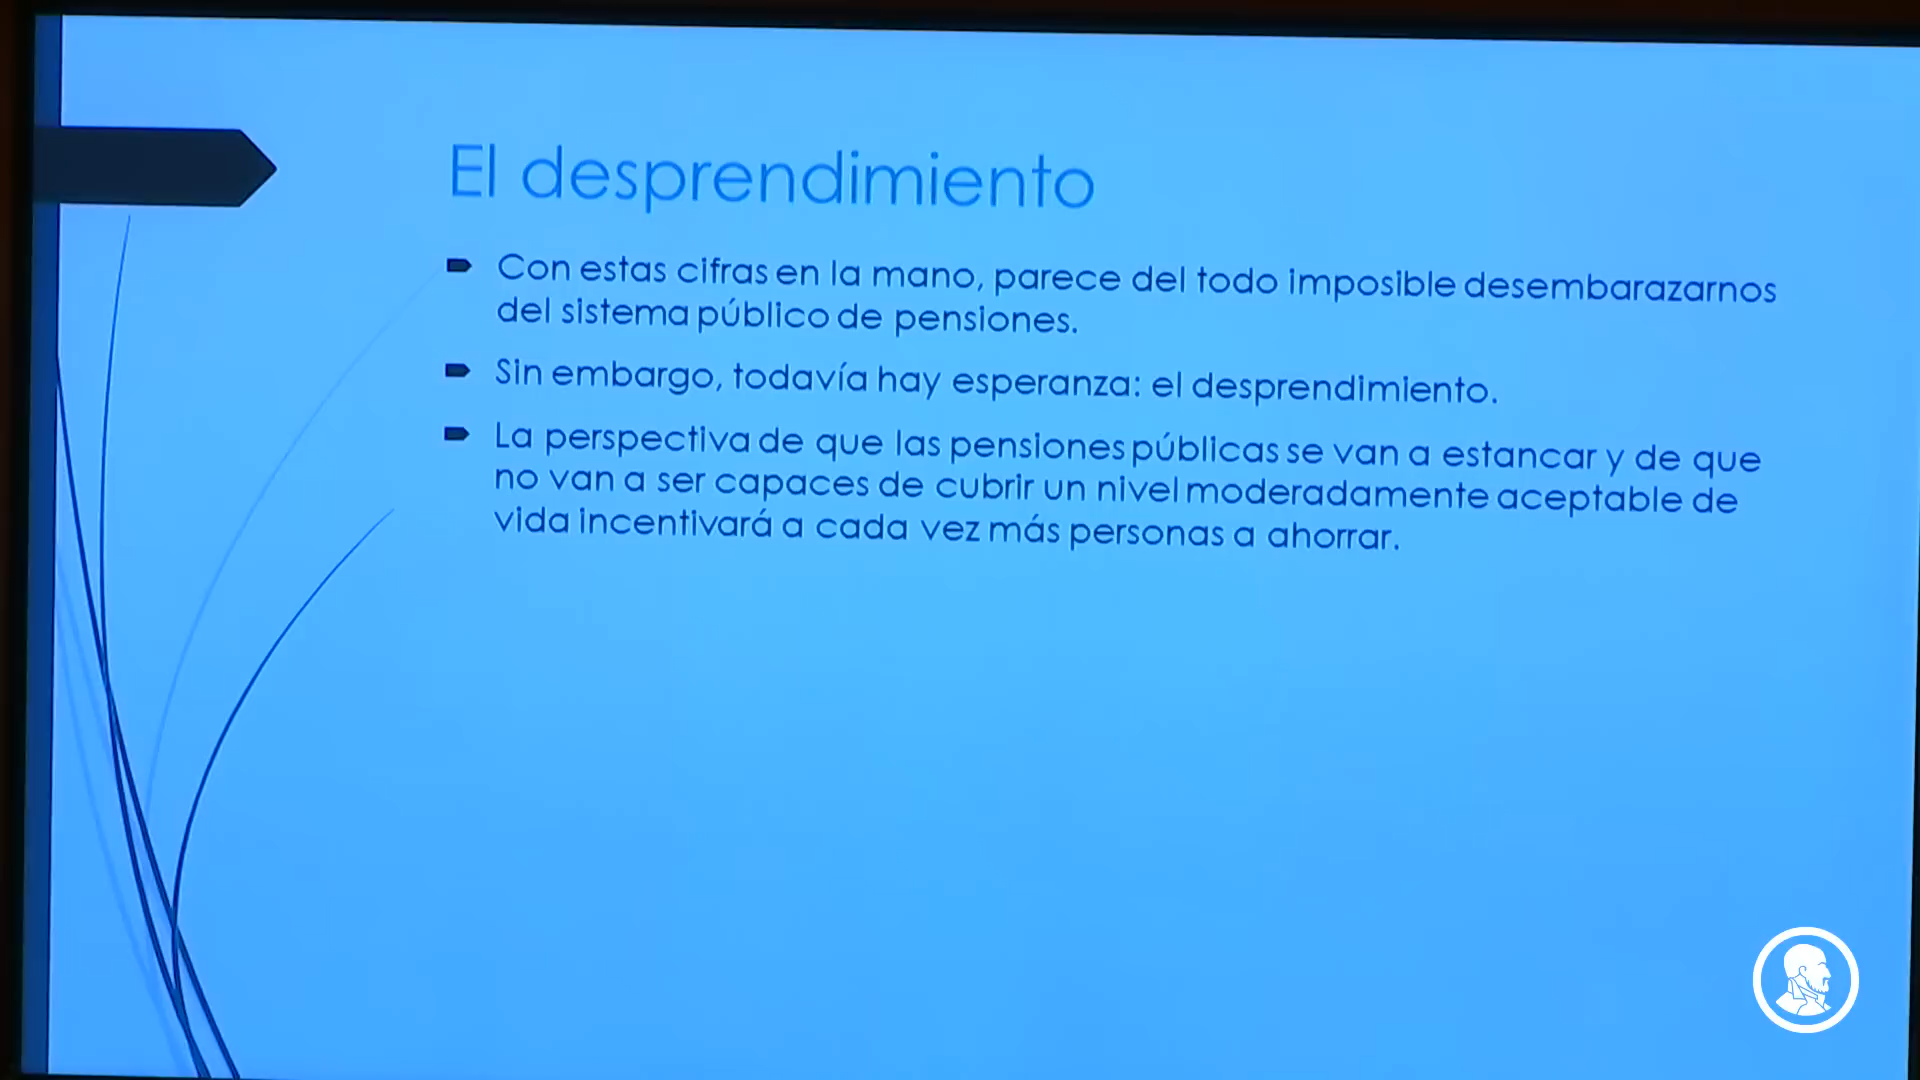 El desprendimiento
Con estas cifras en la mano, parece del todo imposible desembarazarnos
del sistema público de pensiones.
Sin embargo, todavía hay esperanza: el desprendimiento.
La perspectiva de que las pensiones públicas se van a estancar y de que
no van a ser capaces de cubrir un nivel moderadamente aceptable de
vida incentivará a cada vez más personas a ahorrar.